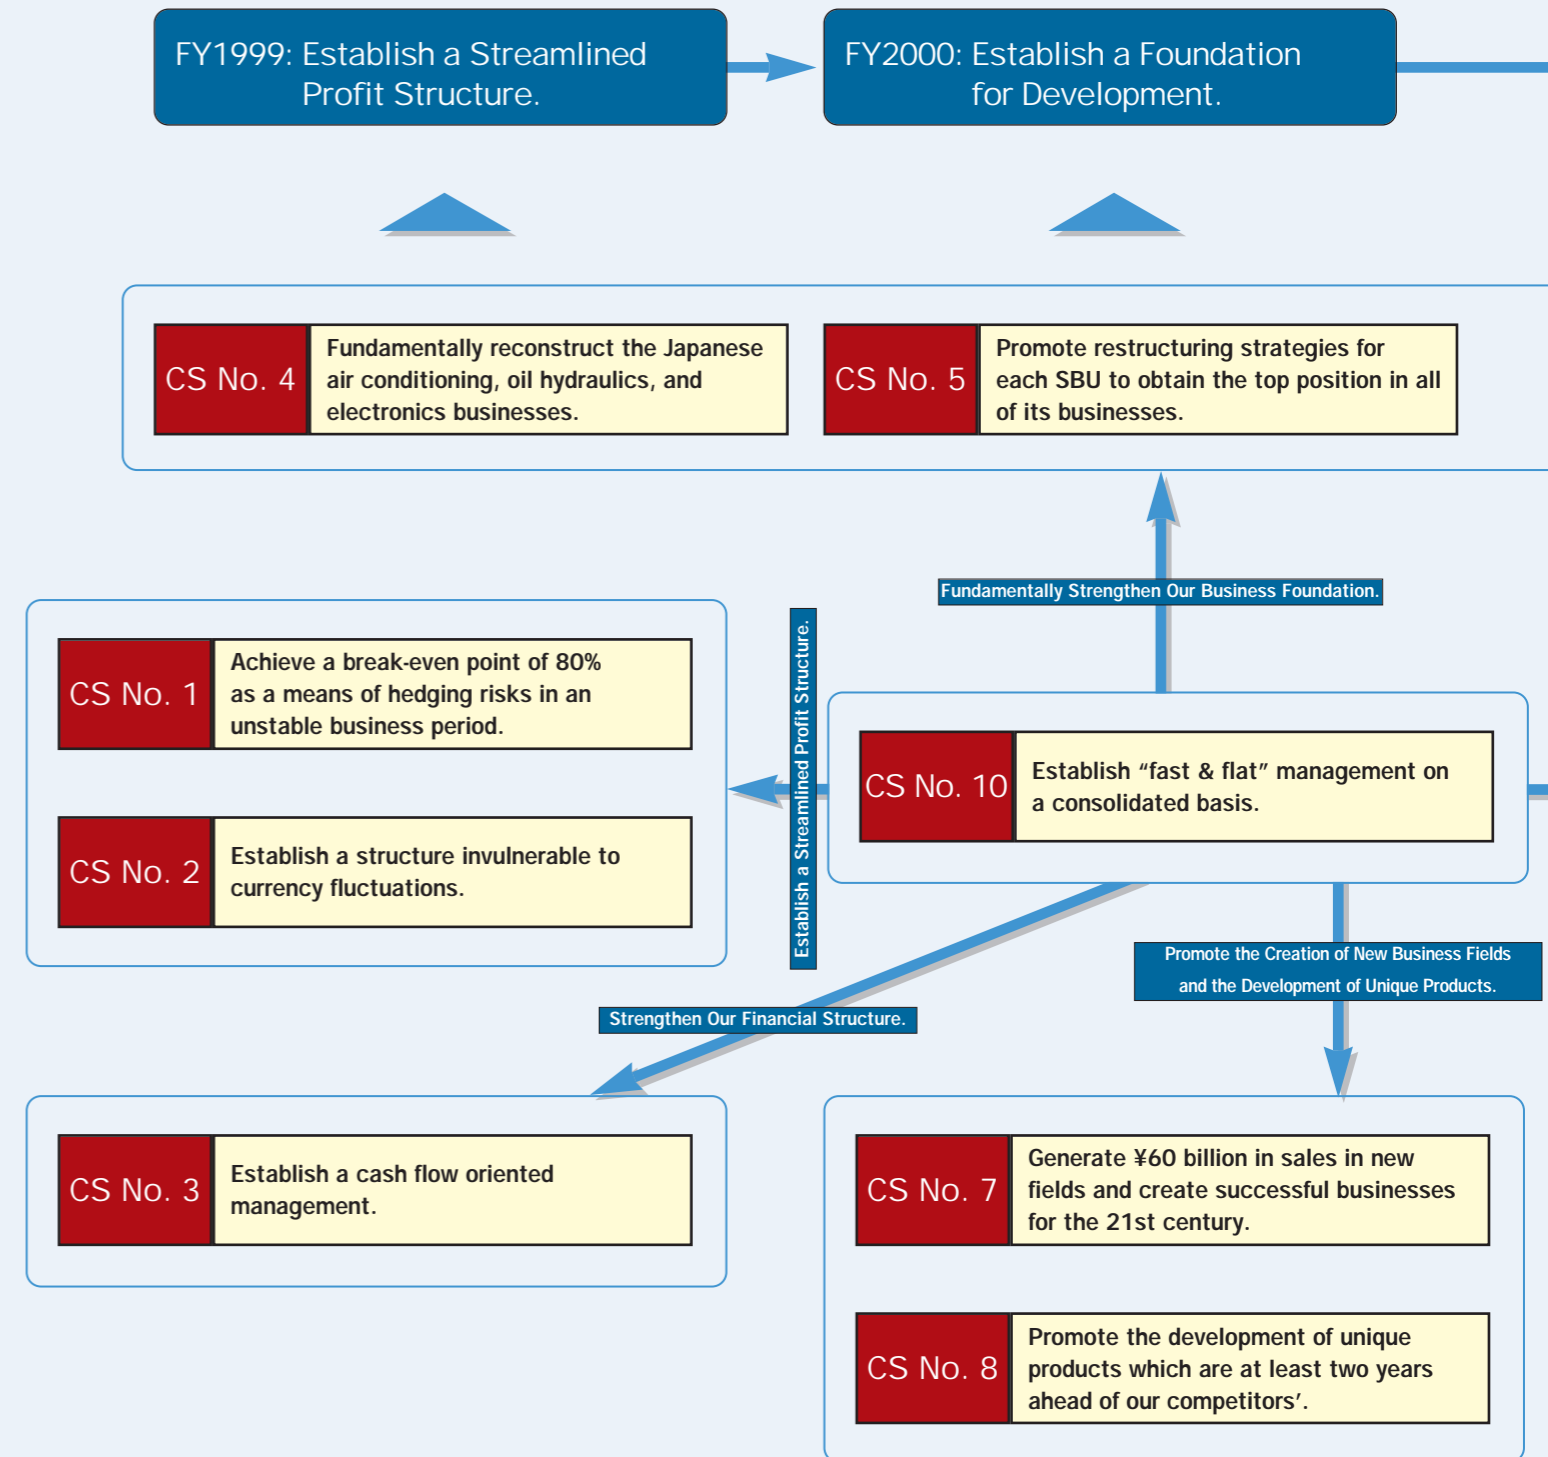 FY1999: Establish a Streamlined
Profit Structure.
FY2000: Establish a Foundation
for Development.
CS No. 4
Fundamentally reconstruct the Japanese
air conditioning, oil hydraulics, and
electronics businesses.
CS No. 5
Promote restructuring strategies for
each SBU to obtain the top position in all
of its businesses.
Fundamentally Strengthen Our Business Foundation.
Establish a Streamlined Profit Structure.
CS No. 1
Achieve a break-even point of 80%
as a means of hedging risks in an
unstable business period.
CS No. 2
Establish a structure invulnerable to
currency fluctuations.
CS No. 10
Establish “fast & flat” management on
a consolidated basis.
Promote the Creation of New Business Fields
and the Development of Unique Products.
Strengthen Our Financial Structure.
CS No. 3
Establish a cash flow oriented
management.
CS No. 7
Generate ¥60 billion in sales in new
fields and create successful businesses
for the 21st century.
CS No. 8
Promote the development of unique
products which are at least two years
ahead of our competitors’.